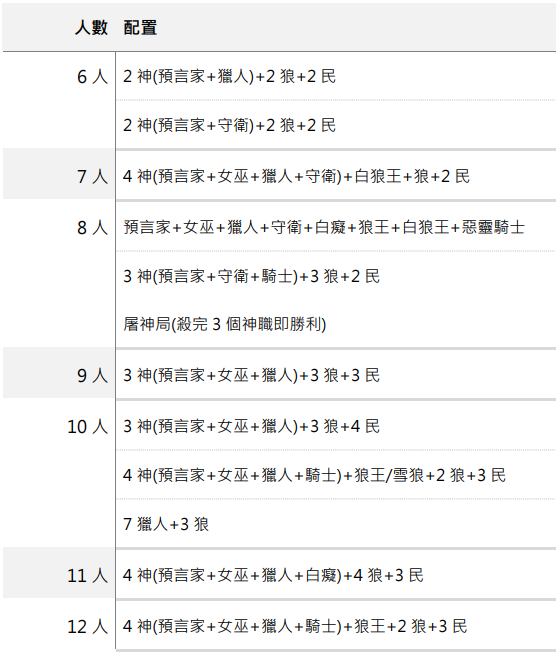 人數 配置
6 人 2 神(預言家+獵人)+2 狼+2 民
2 神(預言家+守衛)+2 狼+2 民
7 人 4 神(預言家+女巫+獵人+守衛)+白狼王+狼+2 民
8 人 預言家+女巫+獵人+守衛+白癡+狼王+白狼王+惡靈騎士
3 神(預言家+守衛+騎士)+3 狼+2 民
屠神局(殺完 3 個神職即勝利)
9 人 3 神(預言家+女巫+獵人)+3 狼+3 民
10 人 3 神(預言家+女巫+獵人)+3 狼+4 民
4 神(預言家+女巫+獵人+騎士)+狼王/雪狼+2 狼+3 民
7 獵人+3 狼
11 人 4 神(預言家+女巫+獵人+白癡)+4 狼+3 民
12 人 4 神(預言家+女巫+獵人+騎士)+狼王+2 狼+3 民